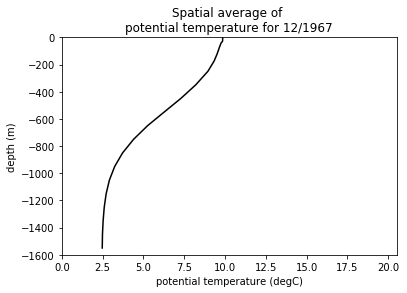 Spatial average of
potential temperature for 12/1967
0
−200
−400
−600
−800
−1000
−1200
−1400
−1600
depth (m)
0.0 2.5 5.0 7.5 10.0 12.5 15.0 17.5 20.0
potential temperature (degC)